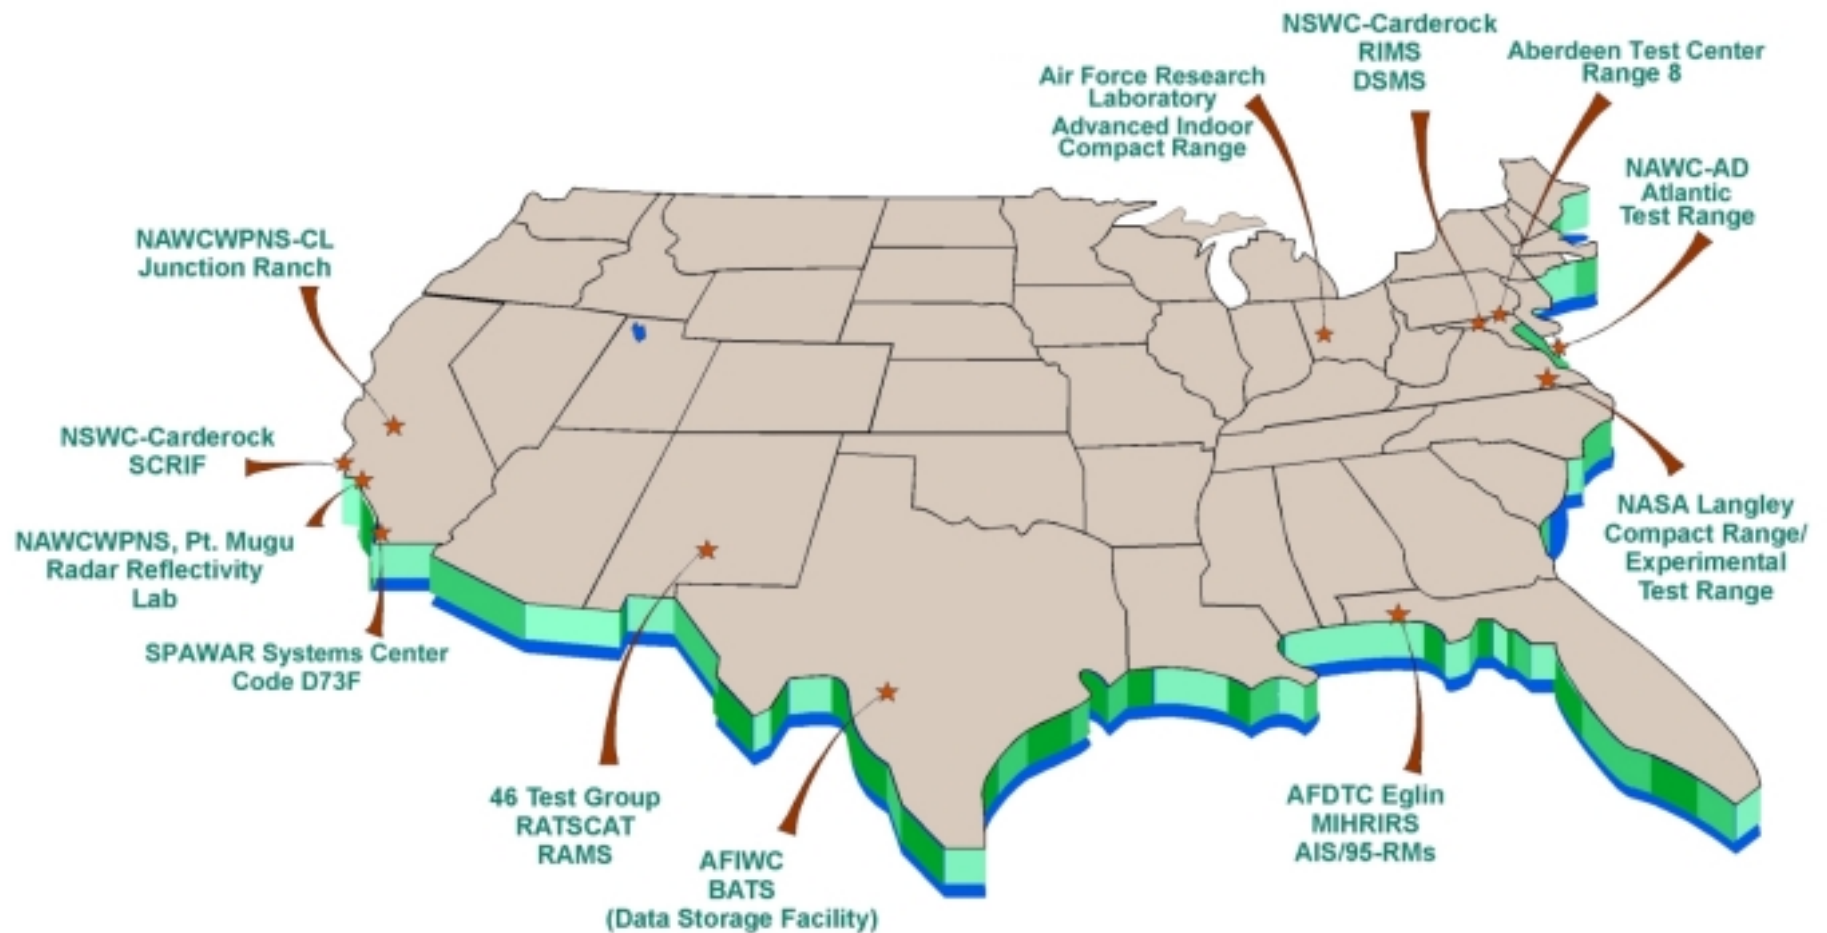 NSWC-Carderock
RIMS
DSMS
Aberdeen Test Center
Range 8
Air Force Research
Laboratory
Advanced Indoor
Compact Range
NAWC-AD
Atlantic
Test Range
NAWCWPNS-CL
Junction Ranch
NSWC-Carderock
SCRIF
NAWCWPNS, Pt. Mugu
Radar Reflectivity
Lab
SPAWAR Systems Center
Code D73F
NASA Langley
Compact Range/
Experimental
Test Range
46 Test Group
RATSCAT
RAMS
AFIWC
BATS
(Data Storage Facility)
AFDTC Eglin
MIHRIRS
AIS/95-RMs